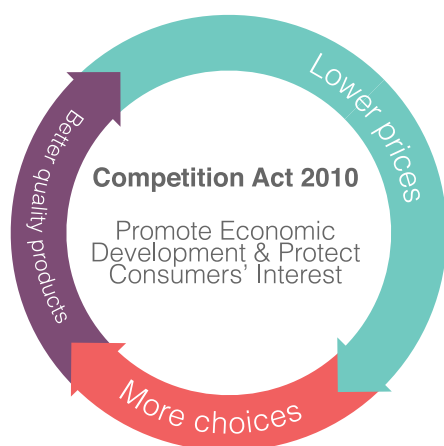 Lower prices
Better quality products
Competition Act 2010
Promote Economic
Development & Protect
Consumers’ Interest
More choices